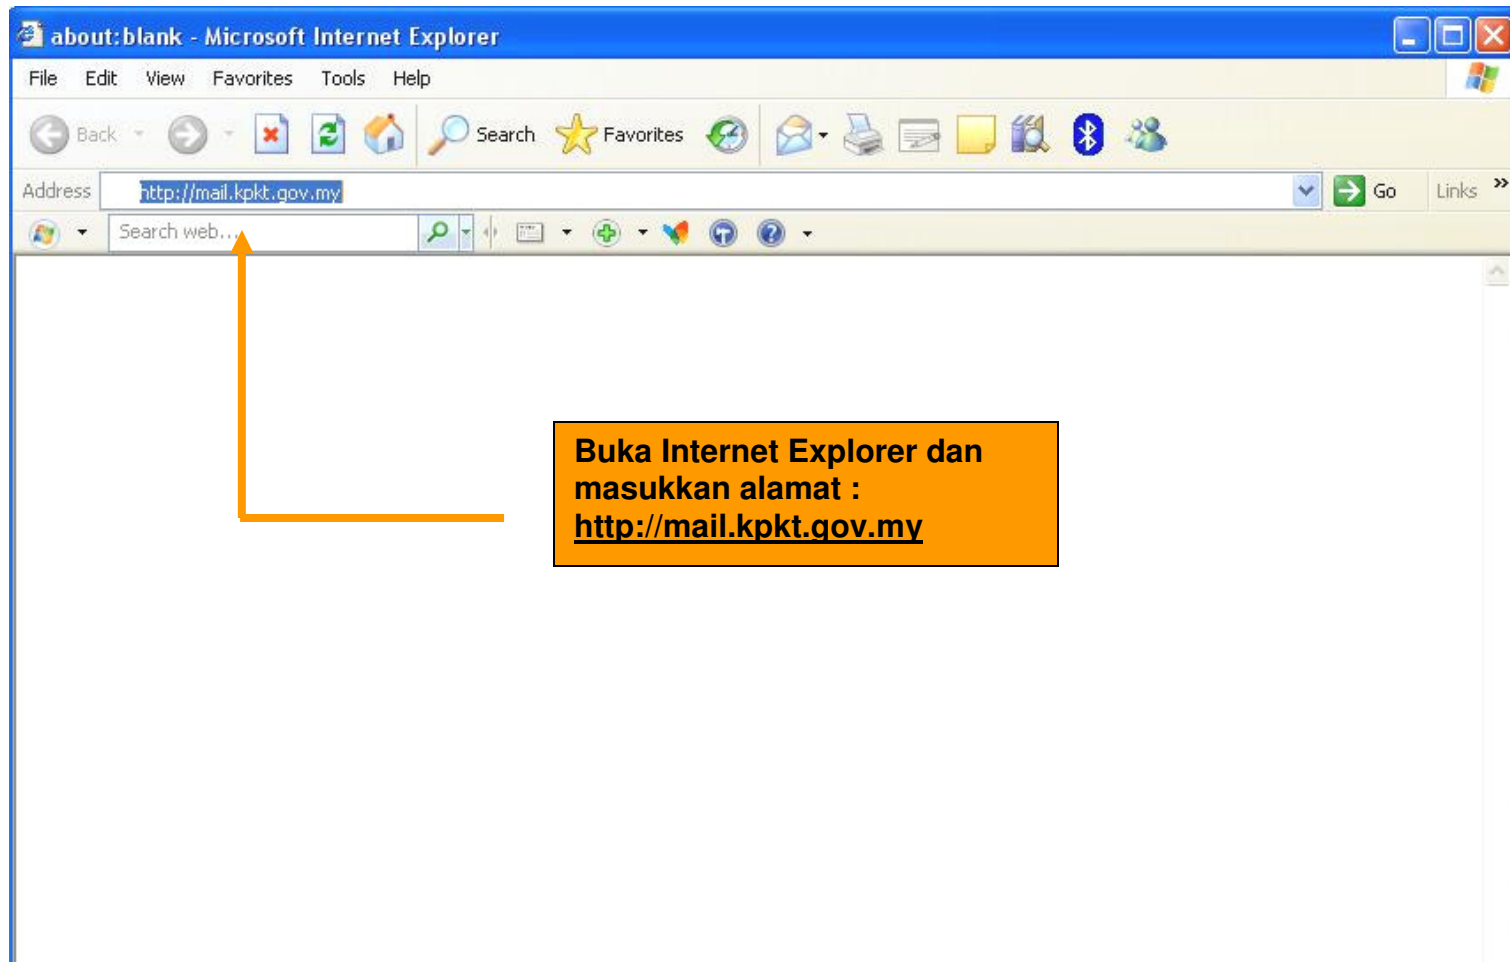 about:blank - Microsoft Internet Explorer
File Edit View Favorites Tools Help
Back Search Favorites
Address http://mail.kpkt.gov.my Go Links »
Search web...
Buka Internet Explorer dan
masukkan alamat :
http://mail.kpkt.gov.my